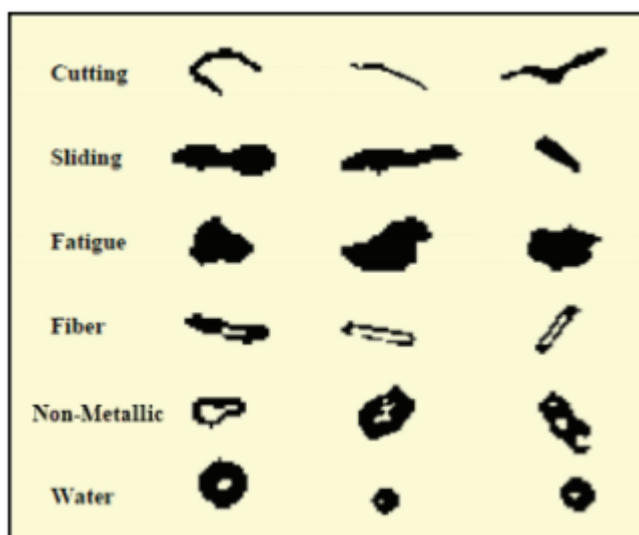 Cutting
Sliding
Fatigue
Fiber
Non-Metallic
Water